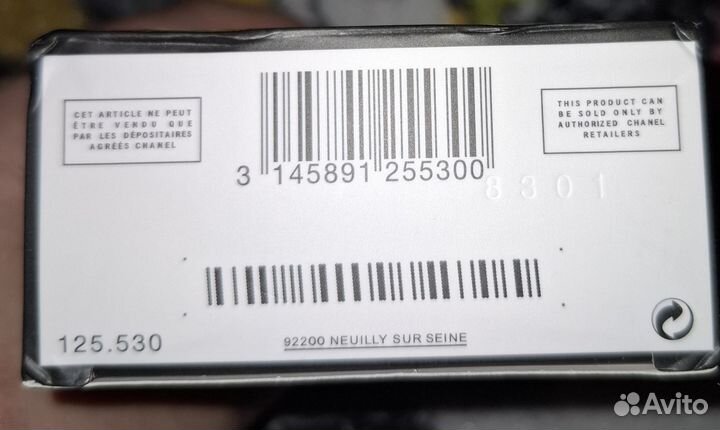 CET ARTICLE NE PEUT
ÊTRE VENDU QUE
PAR LES DÉPOSITAIRES
AGRÉÉS CHANEL
THIS PRODUCT CAN
BE SOLD ONLY BY
AUTHORIZED CHANEL
RETAILERS
3 145891 255300
8301
125.530
92200 NEUILLY SUR SEINE
Avito